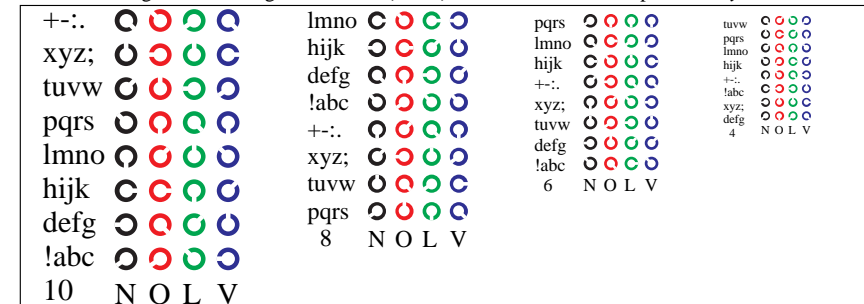 +-:.
xyz;
tuvw
pqrs
lmno
hijk
defg
!abc
10 N O L V
lmno
hijk
defg
!abc
+-:.
xyz;
tuvw
pqrs
8 N O L V
pqrs
lmno
hijk
+-:.
xyz;
tuvw
defg
!abc
6 N O L V
tuvw
pqrs
lmno
hijk
+-:.
!abc
xyz;
defg
4 N O L V